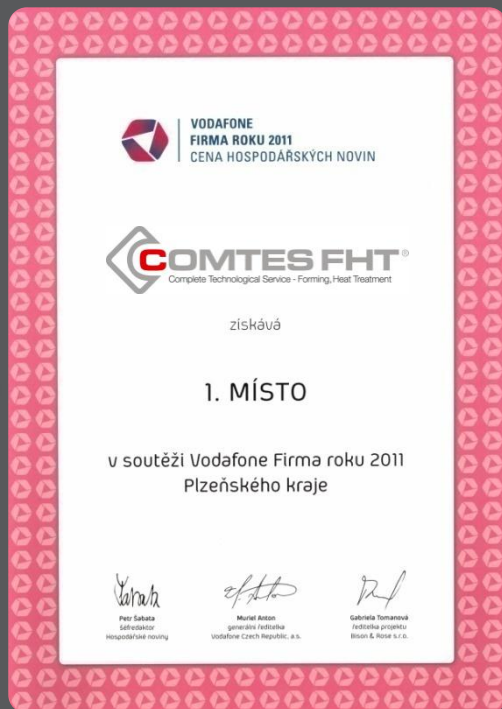 VODAFONE
FIRMA ROKU 2011
CENA HOSPODÁŘSKÝCH NOVIN
COMTES FHT®
Complete Technological Service - Forming, Heat Treatment
získává
1. MÍSTO
v soutěži Vodafone Firma roku 2011
Plzeňského kraje
Petr Šabata
šéfredaktor
Hospodářské noviny
Muriel Anton
generální ředitelka
Vodafone Czech Republic, a.s.
Gabriela Tomanová
ředitelka projektu
Bison & Rose s.r.o.